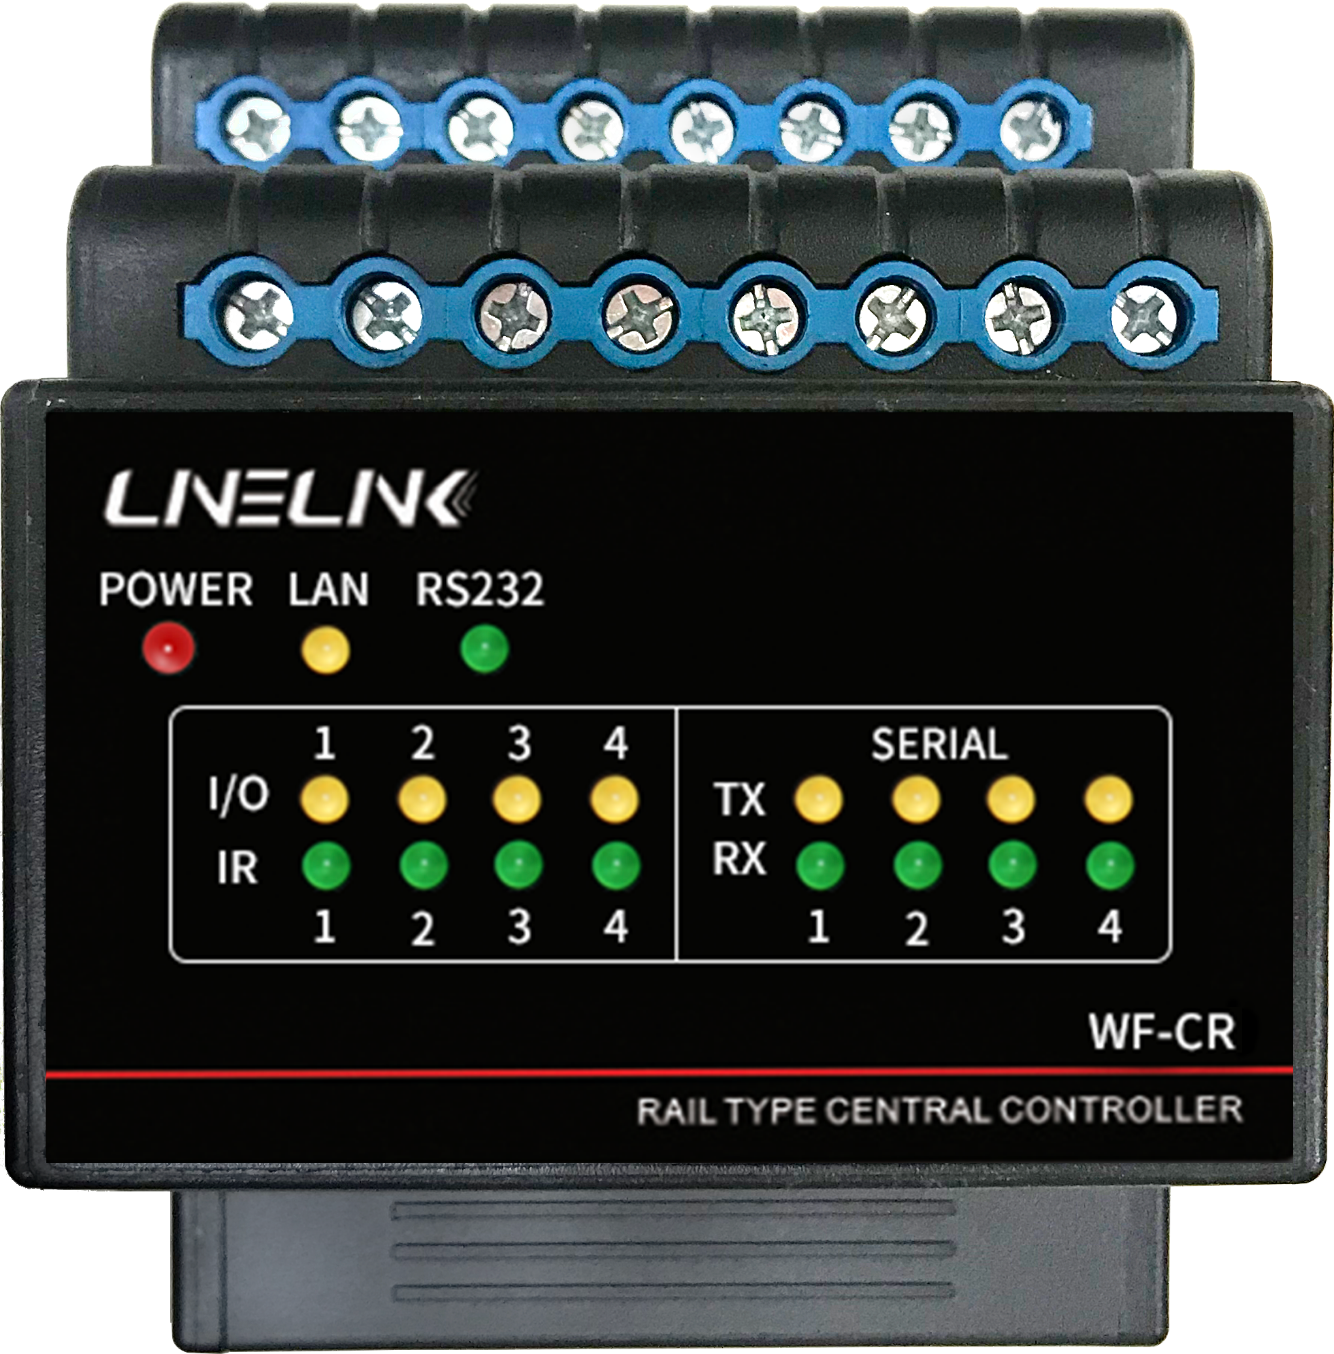 LINELINK
POWER LAN RS232
1 2 3 4 SERIAL
I/O TX
IR RX
1 2 3 4 1 2 3 4
WF-CR
RAIL TYPE CENTRAL CONTROLLER